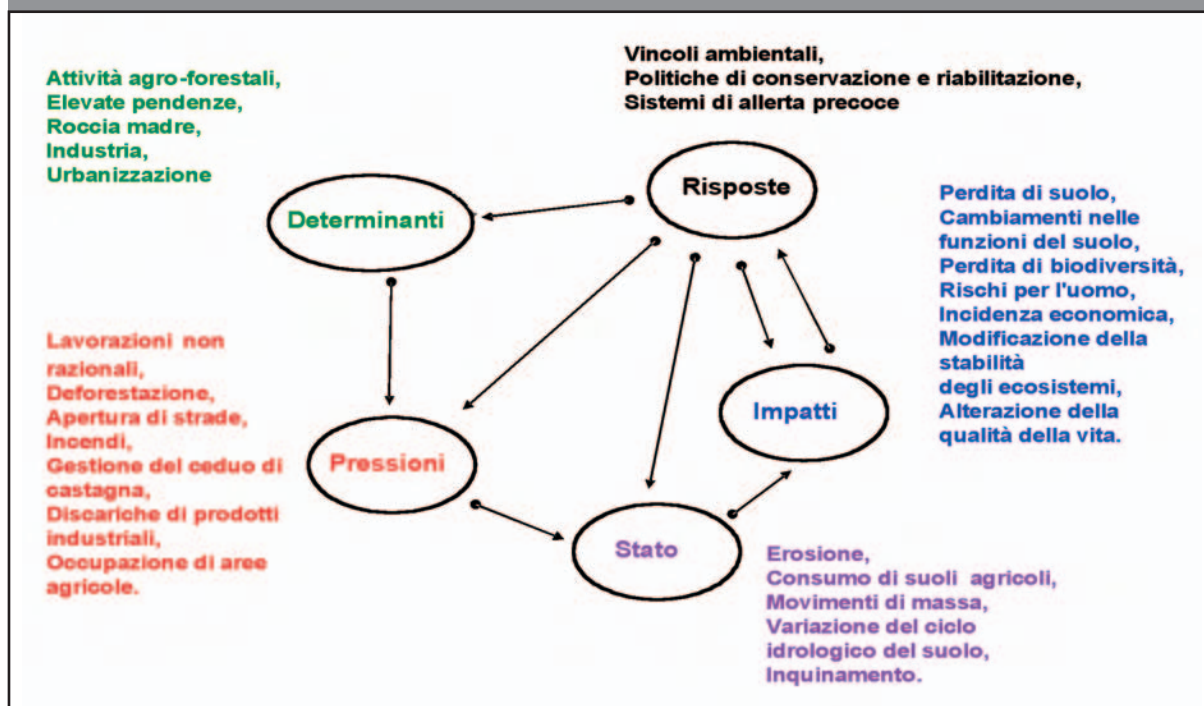 Vincoli ambientali,
Politiche di conservazione e riabilitazione,
Sistemi di allerta precoce
Attività agro-forestali,
Elevate pendenze,
Roccia madre,
Industria,
Urbanizzazione
Risposte
Determinanti
Perdita di suolo,
Cambiamenti nelle
funzioni del suolo,
Perdita di biodiversità,
Rischi per l'uomo,
Incidenza economica,
Modificazione della
stabilità
degli ecosistemi,
Alterazione della
qualità della vita.
Lavorazioni non
razionali,
Deforestazione,
Apertura di strade,
Incendi,
Gestione del ceduo di
castagna,
Discariche di prodotti
industriali,
Occupazione di aree
agricole.
Impatti
Pressioni
Stato
Erosione,
Consumo di suoli agricoli,
Movimenti di massa,
Variazione del ciclo
idrologico del suolo,
Inquinamento.